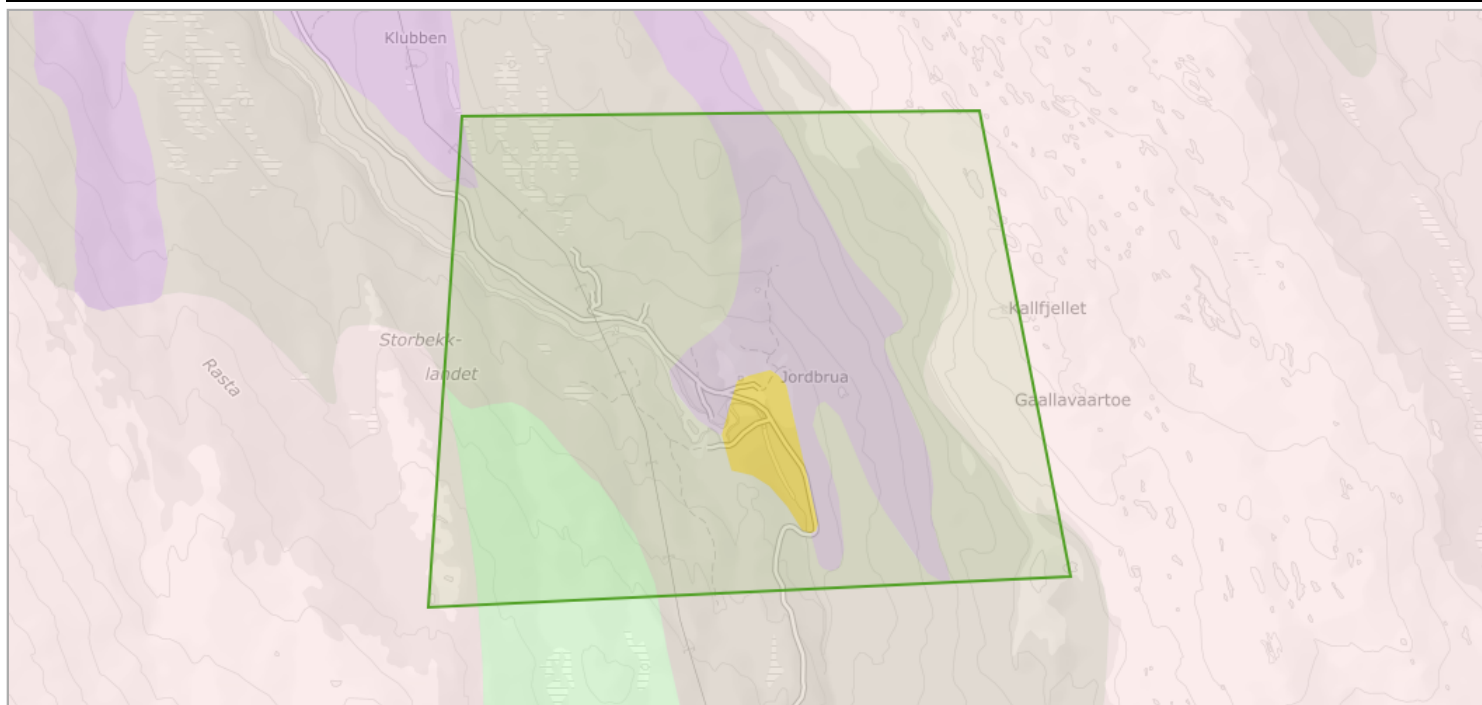 Klubben
Kallfjellet
Storbekk-
landet
Rasta
Jordbrua
Gaallavaartoe